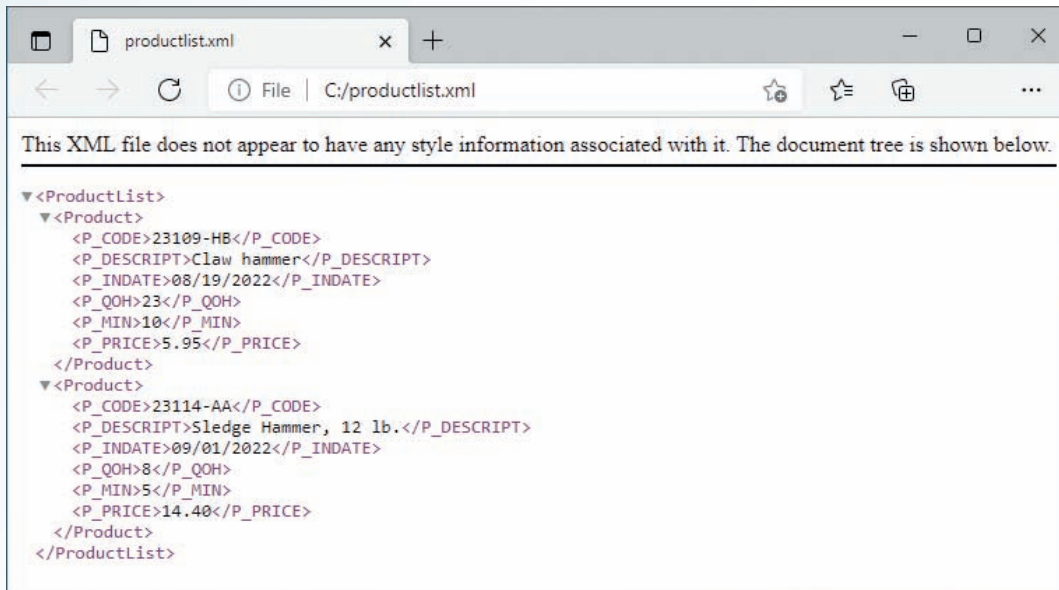 productlist.xml
File | C:/productlist.xml
This XML file does not appear to have any style information associated with it. The document tree is shown below.
▼<ProductList>
▼<Product>
<P_CODE>23109-HB</P_CODE>
<P_DESCRIPT>Claw hammer</P_DESCRIPT>
<P_INDATE>08/19/2022</P_INDATE>
<P_QOH>23</P_QOH>
<P_MIN>10</P_MIN>
<P_PRICE>5.95</P_PRICE>
</Product>
▼<Product>
<P_CODE>23114-AA</P_CODE>
<P_DESCRIPT>Sledge Hammer, 12 lb.</P_DESCRIPT>
<P_INDATE>09/01/2022</P_INDATE>
<P_QOH>8</P_QOH>
<P_MIN>5</P_MIN>
<P_PRICE>14.40</P_PRICE>
</Product>
</ProductList>